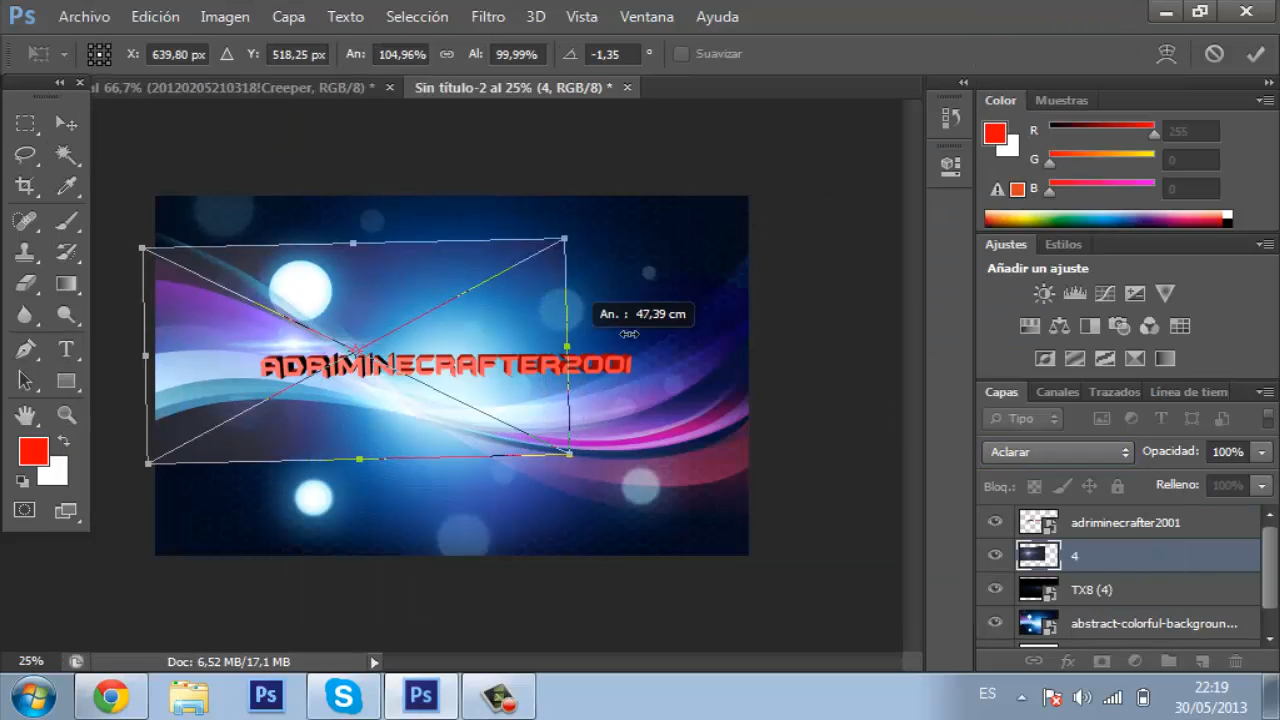 Ps Archivo Edición Imagen Capa Texto Selección Filtro 3D Vista Ventana Ayuda
X: 639,80 px Y: 518,25 px An: 104,96% Al: 99,99% -1,35 ° Suavizar
al 66,7% (20120205210318!Creeper, RGB/8) * × Sin título-2 al 25% (4, RGB/8) * ×
Color Muestras
R 255
G 0
B 0
Ajustes Estilos
Añadir un ajuste
An. : 47,39 cm
ADRIMINECRAFTER2001
Capas Canales Trazados Línea de tiem
Tipo
Aclarar Opacidad: 100%
Bloq.: Relleno: 100%
adriminecrafter2001
4
TX8 (4)
abstract-colorful-backgroun...
25% Doc: 6,52 MB/17,1 MB
Ps Ps
ES 22:19
30/05/2013